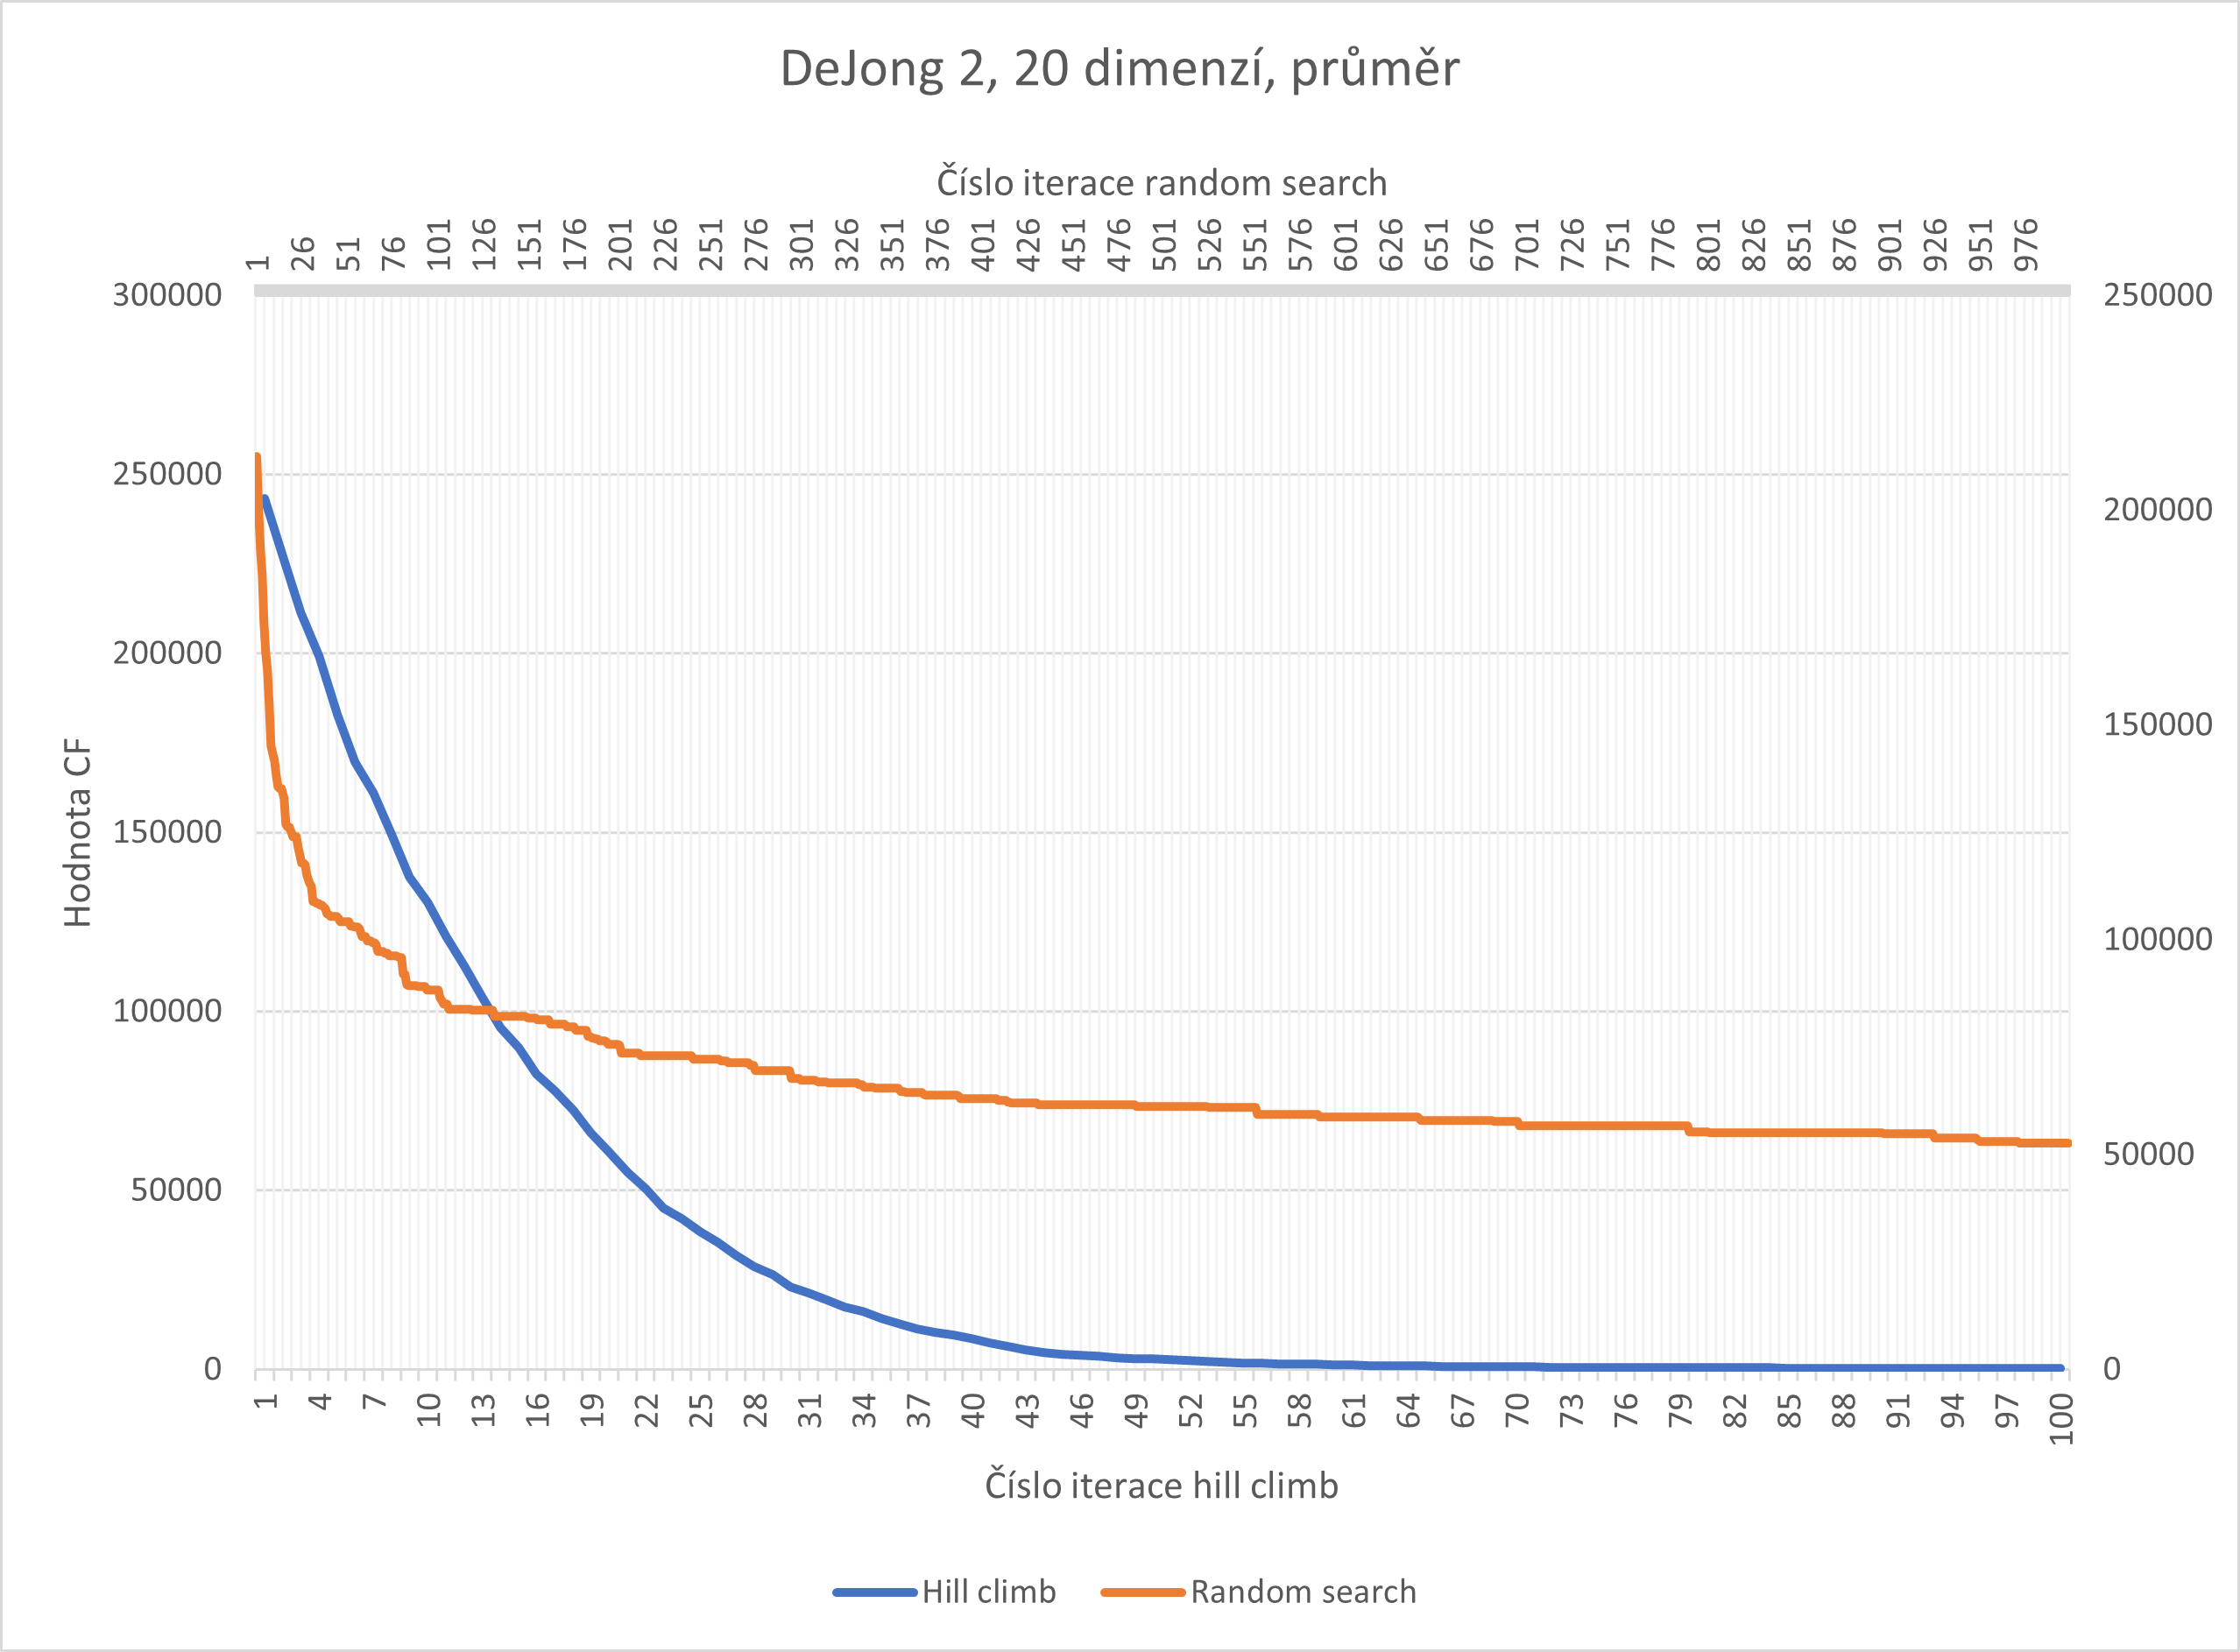 DeJong 2, 20 dimenzí, průměr
Číslo iterace random search
1 26 51 76 101 126 151 176 201 226 251 276 301 326 351 376 401 426 451 476 501 526 551 576 601 626 651 676 701 726 751 776 801 826 851 876 901 926 951 976
300000 250000
250000
200000
200000
150000
150000
100000
100000
50000
50000
0 0
Hodnota CF
1 4 7 10 13 16 19 22 25 28 31 34 37 40 43 46 49 52 55 58 61 64 67 70 73 76 79 82 85 88 91 94 97 100
Číslo iterace hill climb
Hill climb Random search